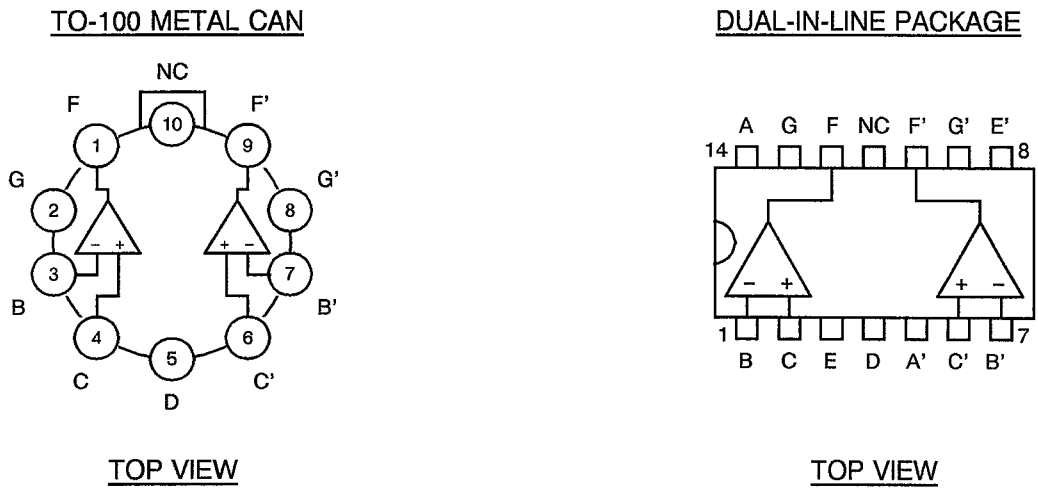 TO-100 METAL CAN
NC
F
F'
10
1
9
G
G'
2
8
- +
+ -
3
7
B
B'
4
6
5
C
C'
D
TOP VIEW
DUAL-IN-LINE PACKAGE
A G F NC F' G' E'
14
8
- +
+ -
1
7
B C E D A' C' B'
TOP VIEW